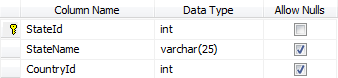 Column Name Data Type Allow Nulls
StateId int
StateName varchar(25)
CountryId int